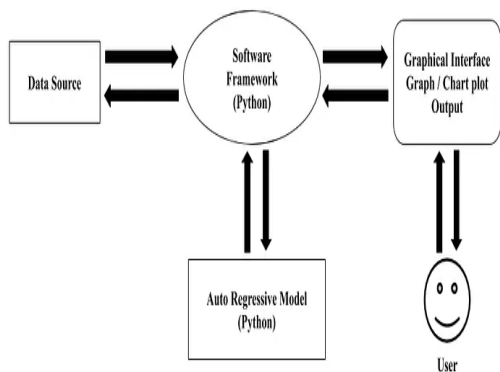 Data Source
Software
Framework
(Python)
Graphical Interface
Graph / Chart plot
Output
Auto Regressive Model
(Python)
User